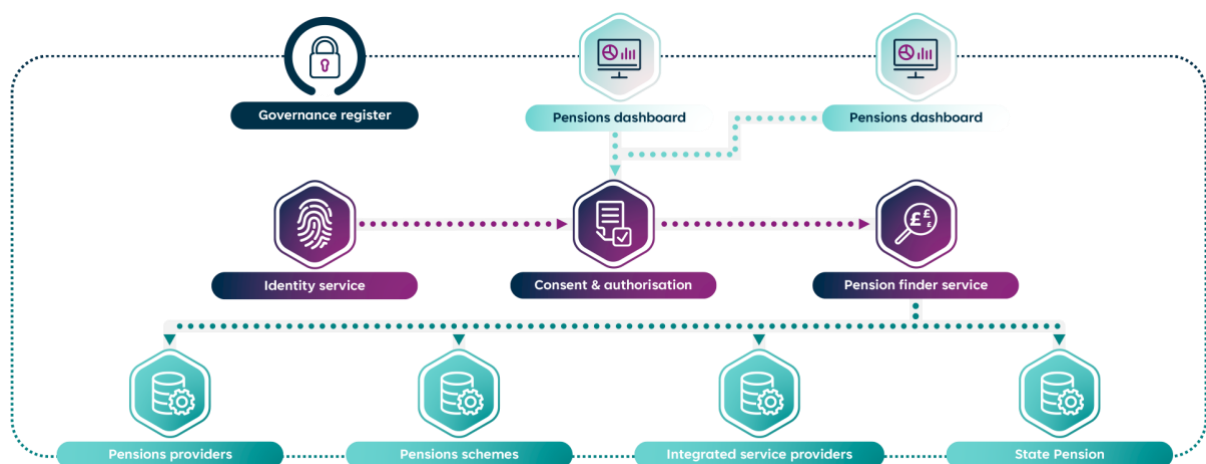 Governance register
Pensions dashboard
Pensions dashboard
Identity service
Consent & authorisation
£ £ £
Pension finder service
Pensions providers
Pensions schemes
Integrated service providers
State Pension